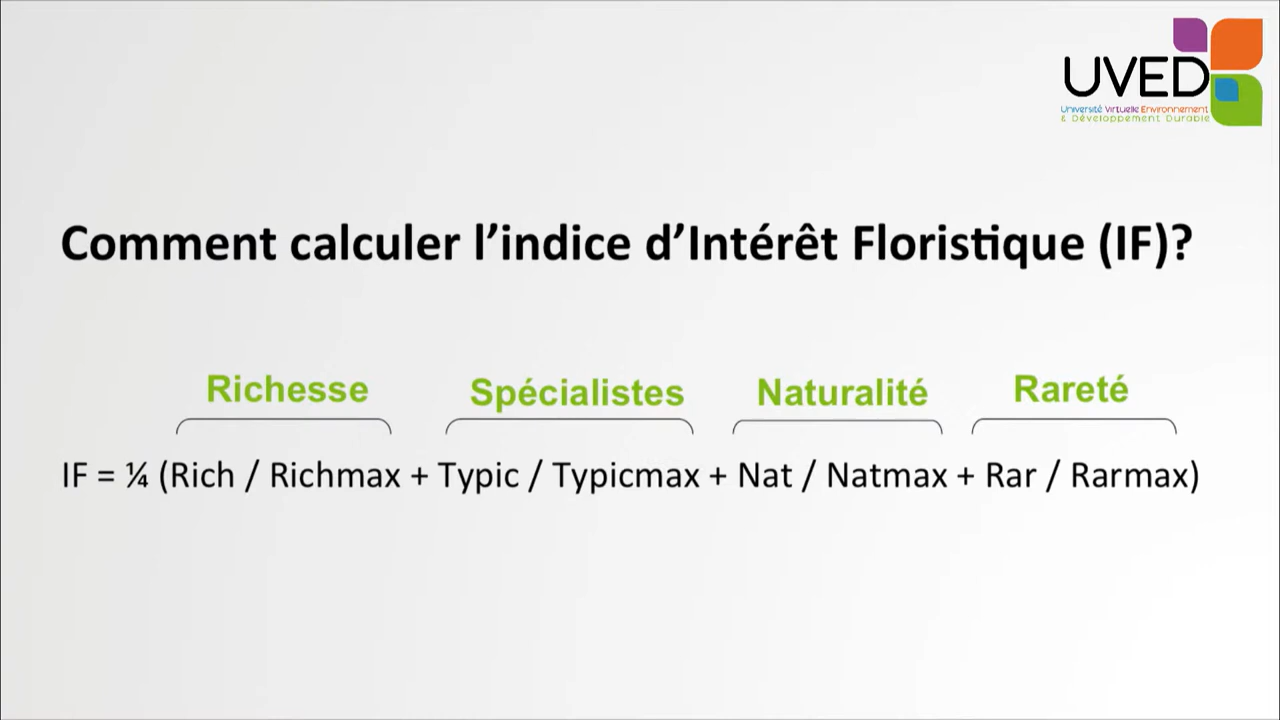 UVED
Université Virtuelle Environnement
& Développement Durable
Comment calculer l’indice d’Intérêt Floristique (IF)?
Richesse Spécialistes Naturalité Rareté
IF = ¼ (Rich / Richmax + Typic / Typicmax + Nat / Natmax + Rar / Rarmax)